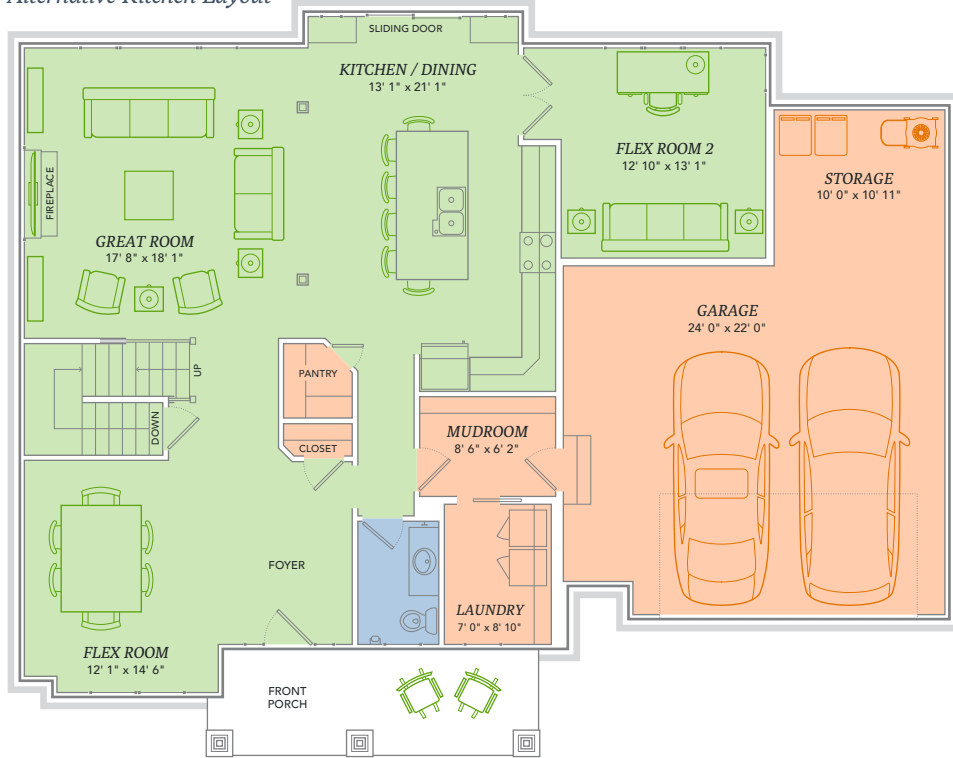 Alternative Kitchen Layout
SLIDING DOOR
KITCHEN / DINING
13' 1" x 21' 1"
FLEX ROOM 2
12' 10" x 13' 1"
STORAGE
10' 0" x 10' 11"
FIREPLACE
GREAT ROOM
17' 8" x 18' 1"
GARAGE
24' 0" x 22' 0"
UP
PANTRY
DOWN
CLOSET
MUDROOM
8' 6" x 6' 2"
FOYER
LAUNDRY
7' 0" x 8' 10"
FLEX ROOM
12' 1" x 14' 6"
FRONT
PORCH